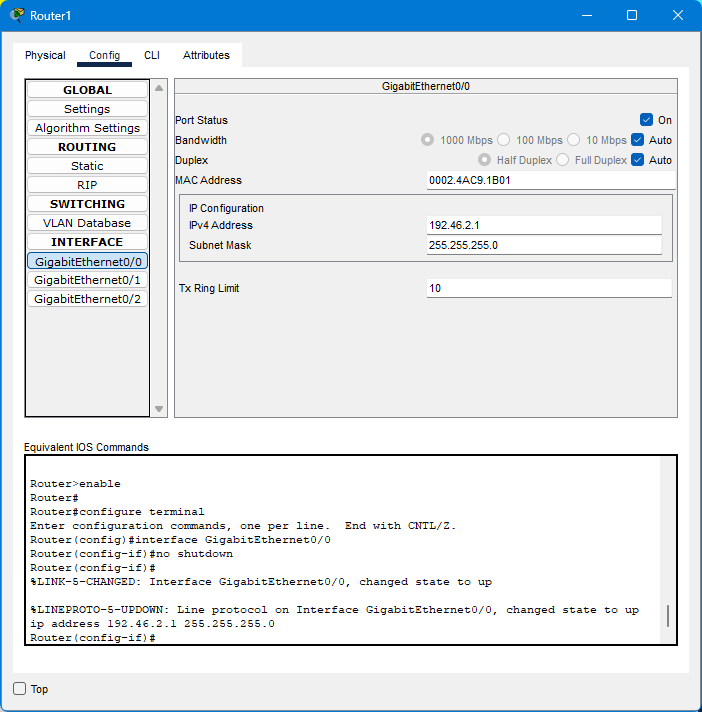 Router1
Physical Config CLI Attributes
GLOBAL
Settings
Algorithm Settings
ROUTING
Static
RIP
SWITCHING
VLAN Database
INTERFACE
GigabitEthernet0/0
GigabitEthernet0/1
GigabitEthernet0/2
GigabitEthernet0/0
Port Status On
Bandwidth 1000 Mbps 100 Mbps 10 Mbps Auto
Duplex Half Duplex Full Duplex Auto
MAC Address 0002.4AC9.1B01
IP Configuration
IPv4 Address 192.46.2.1
Subnet Mask 255.255.255.0
Tx Ring Limit 10
Equivalent IOS Commands
Router>enable
Router#
Router#configure terminal
Enter configuration commands, one per line.  End with CNTL/Z.
Router(config)#interface GigabitEthernet0/0
Router(config-if)#no shutdown
Router(config-if)#
%LINK-5-CHANGED: Interface GigabitEthernet0/0, changed state to up
%LINEPROTO-5-UPDOWN: Line protocol on Interface GigabitEthernet0/0, changed state to up
ip address 192.46.2.1 255.255.255.0
Router(config-if)#
Top